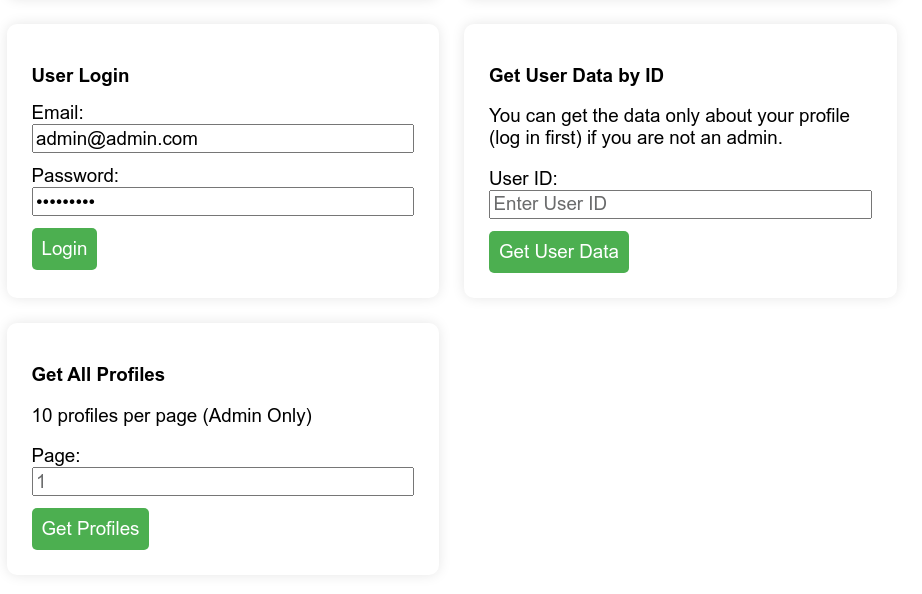 User Login
Email:
admin@admin.com
Password:
•••••••••
Login
Get User Data by ID
You can get the data only about your profile
(log in first) if you are not an admin.
User ID:
Enter User ID
Get User Data
Get All Profiles
10 profiles per page (Admin Only)
Page:
1
Get Profiles